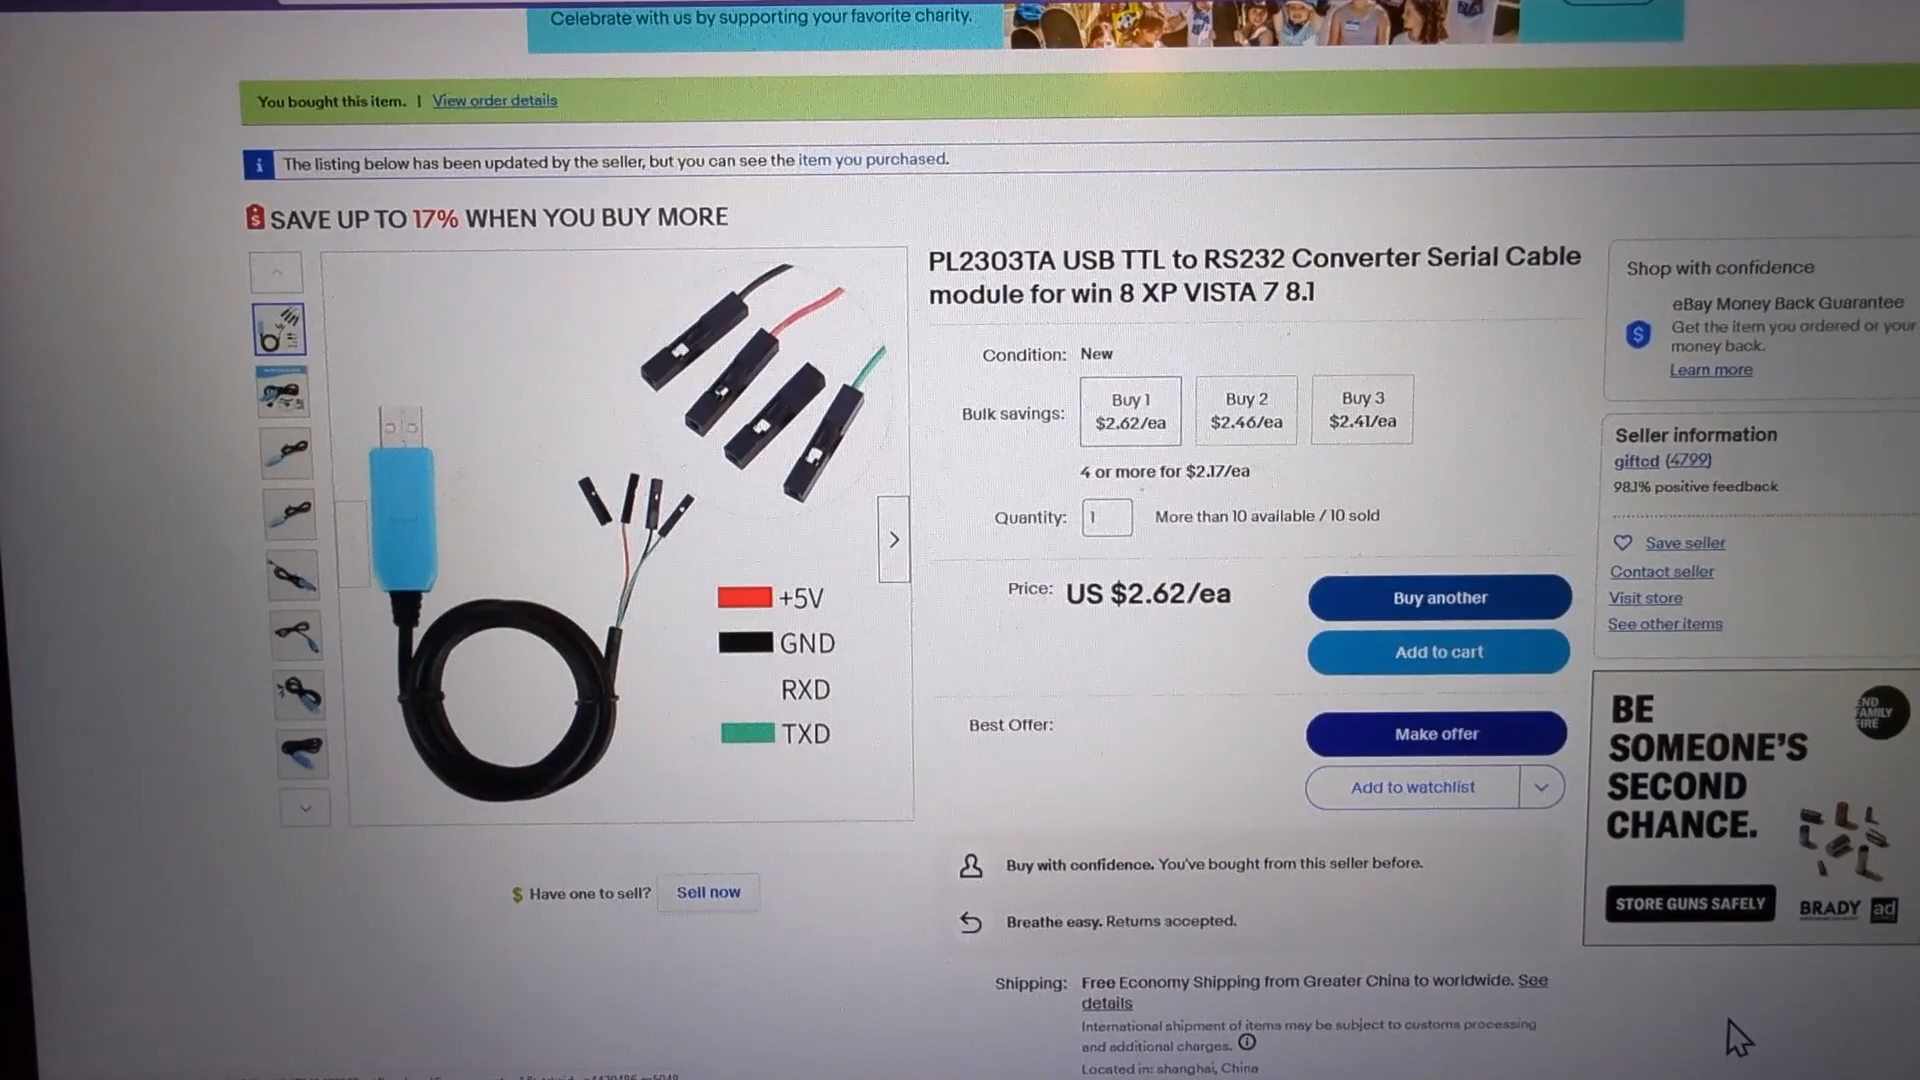 Celebrate with us by supporting your favorite charity.
You bought this item. | View order details
The listing below has been updated by the seller, but you can see the item you purchased.
SAVE UP TO 17% WHEN YOU BUY MORE
PL2303TA USB TTL to RS232 Converter Serial Cable
module for win 8 XP VISTA 7 8.1
Condition: New
Bulk savings:
Buy 1
$2.62/ea
Buy 2
$2.46/ea
Buy 3
$2.41/ea
4 or more for $2.17/ea
Quantity: 1 More than 10 available / 10 sold
Price: US $2.62/ea
Buy another
Add to cart
Best Offer:
Make offer
Add to watchlist
+5V
GND
RXD
TXD
$ Have one to sell? Sell now
Buy with confidence. You've bought from this seller before.
Breathe easy. Returns accepted.
Shipping: Free Economy Shipping from Greater China to worldwide. See
details
International shipment of items may be subject to customs processing
and additional charges.
Located in: shanghai, China
Shop with confidence
eBay Money Back Guarantee
Get the item you ordered or your
money back.
Learn more
Seller information
giftcd (4799)
98.1% positive feedback
Save seller
Contact seller
Visit store
See other items
BE
SOMEONE'S
SECOND
CHANCE.
END
FAMILY
FIRE
STORE GUNS SAFELY
BRADY
ad